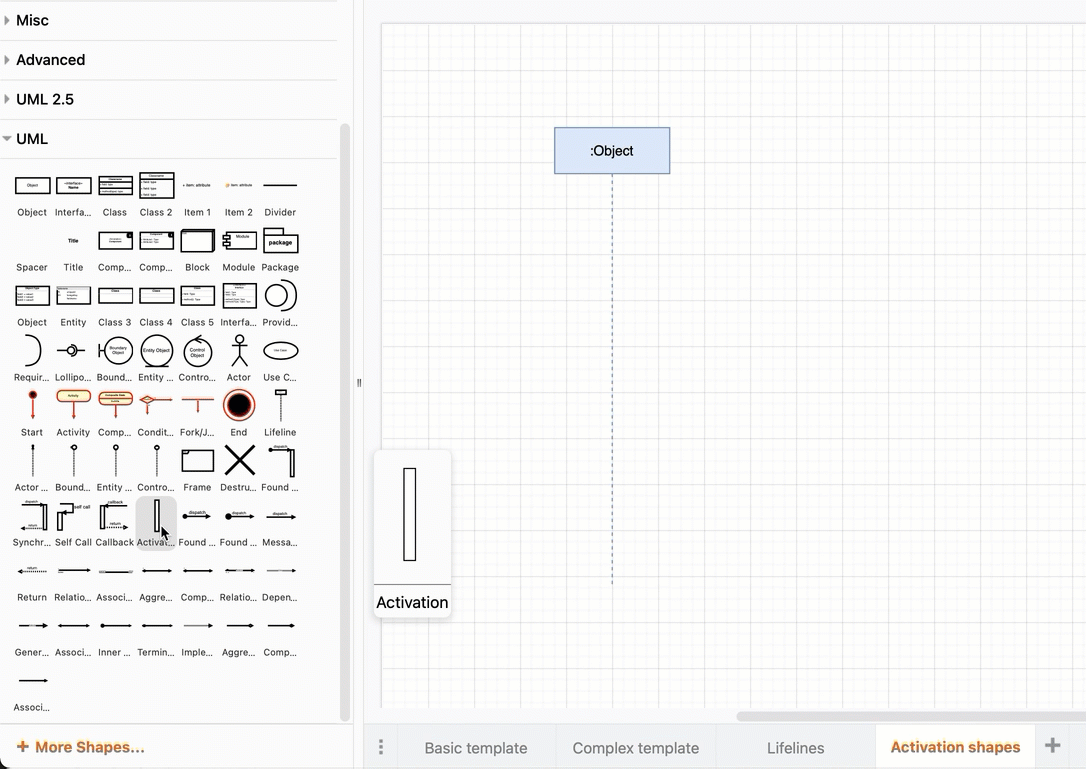 Misc
Advanced
UML 2.5
UML
Object Interfa... Class Class 2 Item 1 Item 2 Divider
Spacer Title Comp... Comp... Block Module Package
Object Entity Class 3 Class 4 Class 5 Interfa... Provid...
Requir... Lollipo... Bound... Entity ... Contro... Actor Use C...
Start Activity Comp... Condit... Fork/J... End Lifeline
Actor ... Bound... Entity ... Contro... Frame Destru... Found ...
Synchr... Self Call Callback Activat... Found ... Found ... Messa...
Return Relatio... Associ... Aggre... Comp... Relatio... Depen...
Gener... Associ... Inner ... Termin... Imple... Aggre... Comp...
Associ...
+ More Shapes...
:Object
Activation
Basic template Complex template Lifelines Activation shapes +